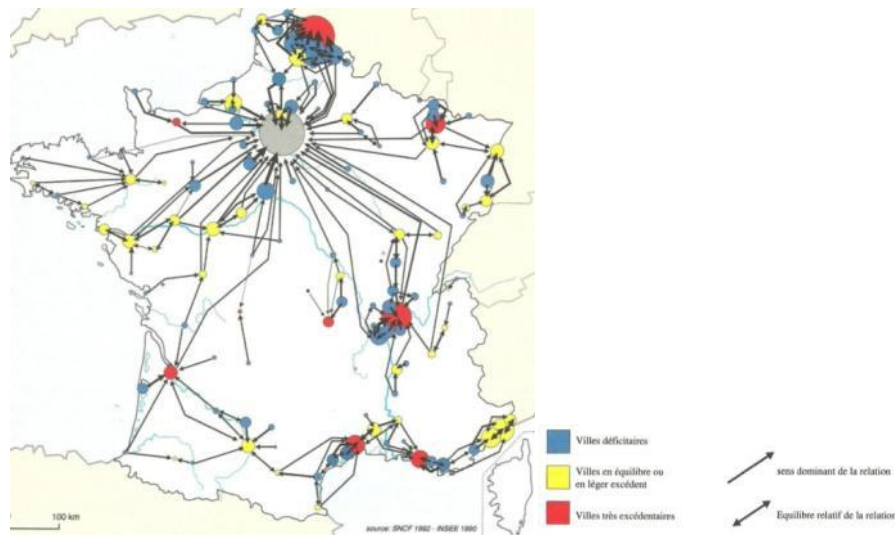 Villes déficitaires
Villes en équilibre ou
en léger excédent
Villes très excédentaires
sens dominant de la relation
Equilibre relatif de la relation
100 km
source: SNCF 1992 - INSEE 1990